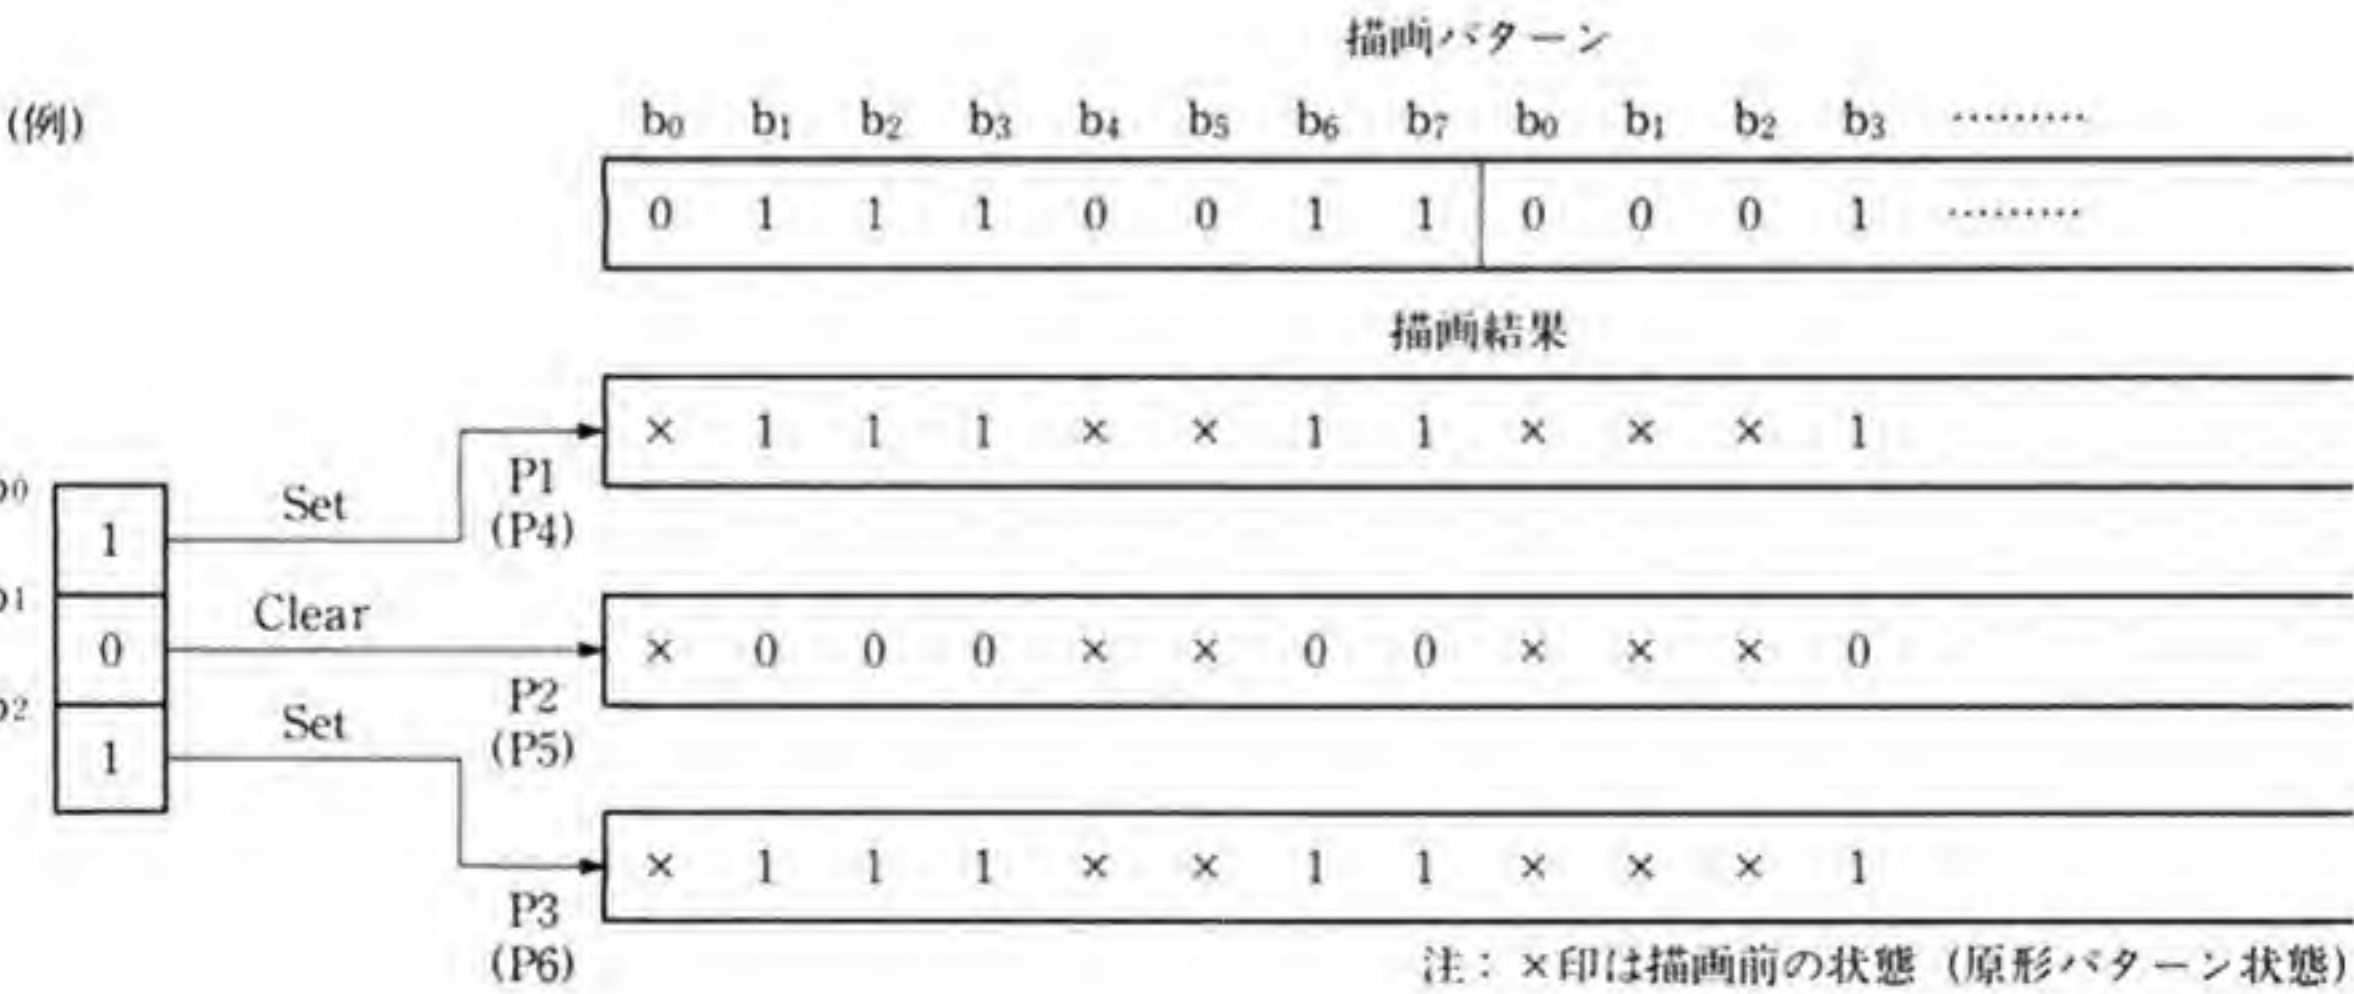 描画パターン
(例)
b0 b1 b2 b3 b4 b5 b6 b7 b0 b1 b2 b3 ………
0 1 1 1 0 0 1 1 0 0 0 1 ………
描画結果
× 1 1 1 × × 1 1 × × × 1
P1
(P4)
Set
1
Clear
× 0 0 0 × × 0 0 × × × 0
0
P2
(P5)
Set
1
× 1 1 1 × × 1 1 × × × 1
P3
(P6)
注：×印は描画前の状態（原形パターン状態）